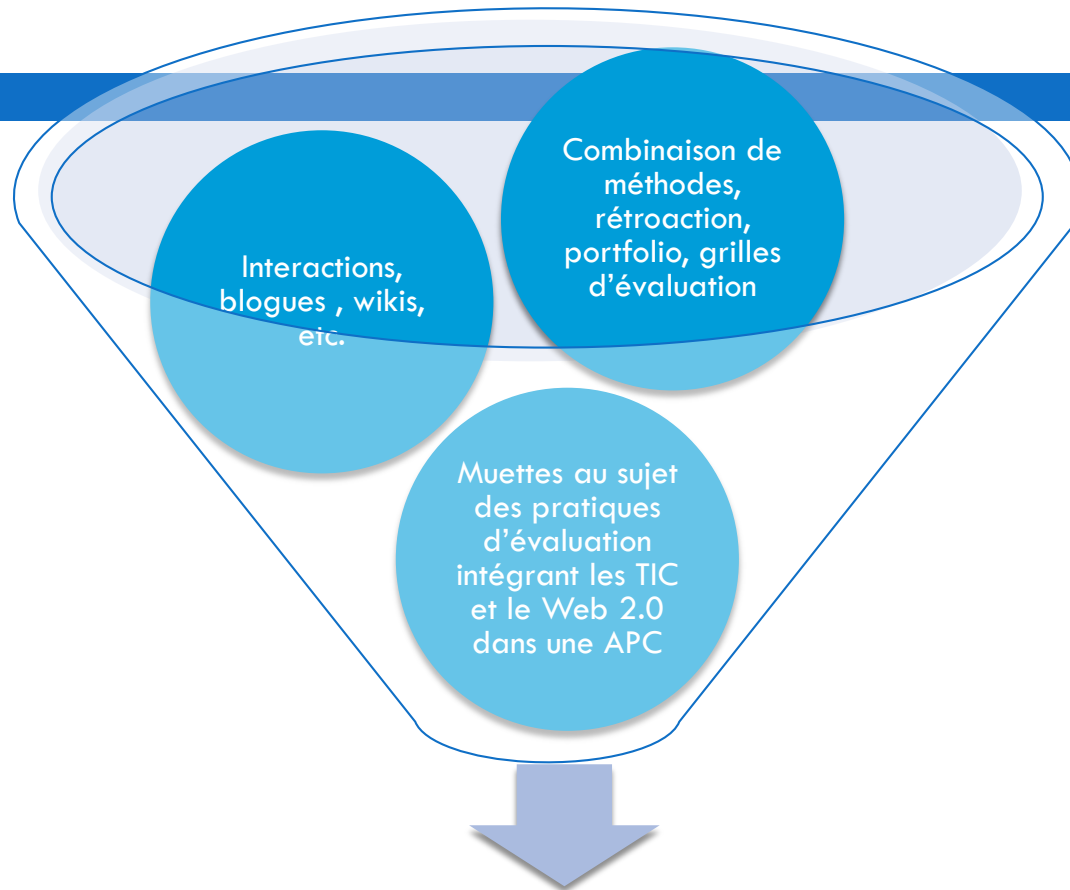 Combinaison de
méthodes,
rétroaction,
portfolio, grilles
d’évaluation
Interactions,
blogues , wikis,
etc.
Muettes au sujet
des pratiques
d’évaluation
intégrant les TIC
et le Web 2.0
dans une APC